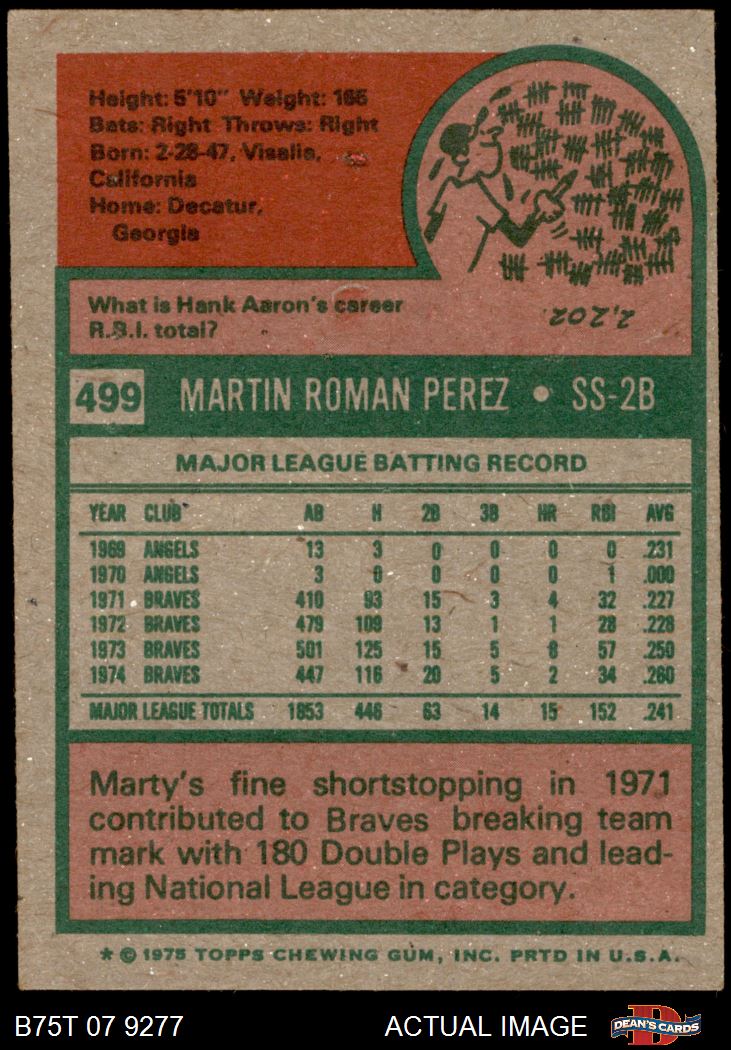 Height: 5'10" Weight: 165
Bats: Right Throws: Right
Born: 2-28-47, Visalia,
California
Home: Decatur,
Georgia
What is Hank Aaron's career
R.B.I. total?
2,202
499 MARTIN ROMAN PEREZ • SS-2B
MAJOR LEAGUE BATTING RECORD
YEAR CLUB AB H 2B 3B HR RBI AVG
1969 ANGELS 13 3 0 0 0 0 .231
1970 ANGELS 3 0 0 0 0 1 .000
1971 BRAVES 410 93 15 3 4 32 .227
1972 BRAVES 479 109 13 1 1 28 .228
1973 BRAVES 501 125 15 5 8 57 .250
1974 BRAVES 447 116 20 5 2 34 .260
MAJOR LEAGUE TOTALS 1853 446 63 14 15 152 .241
Marty's fine shortstopping in 1971
contributed to Braves breaking team
mark with 180 Double Plays and lead-
ing National League in category.
* © 1975 TOPPS CHEWING GUM, INC. PRTD IN U.S.A.
B75T 07 9277 ACTUAL IMAGE DEAN'S CARDS